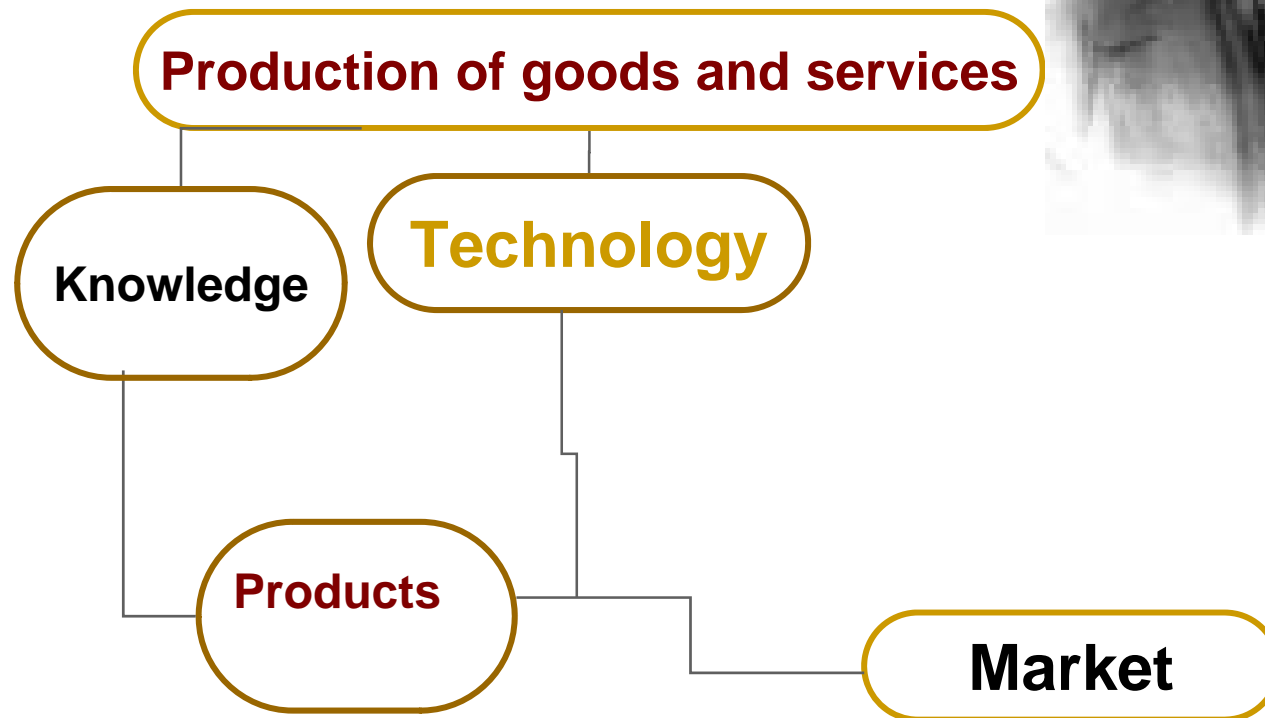 Production of goods and services
Technology
Knowledge
Products
Market